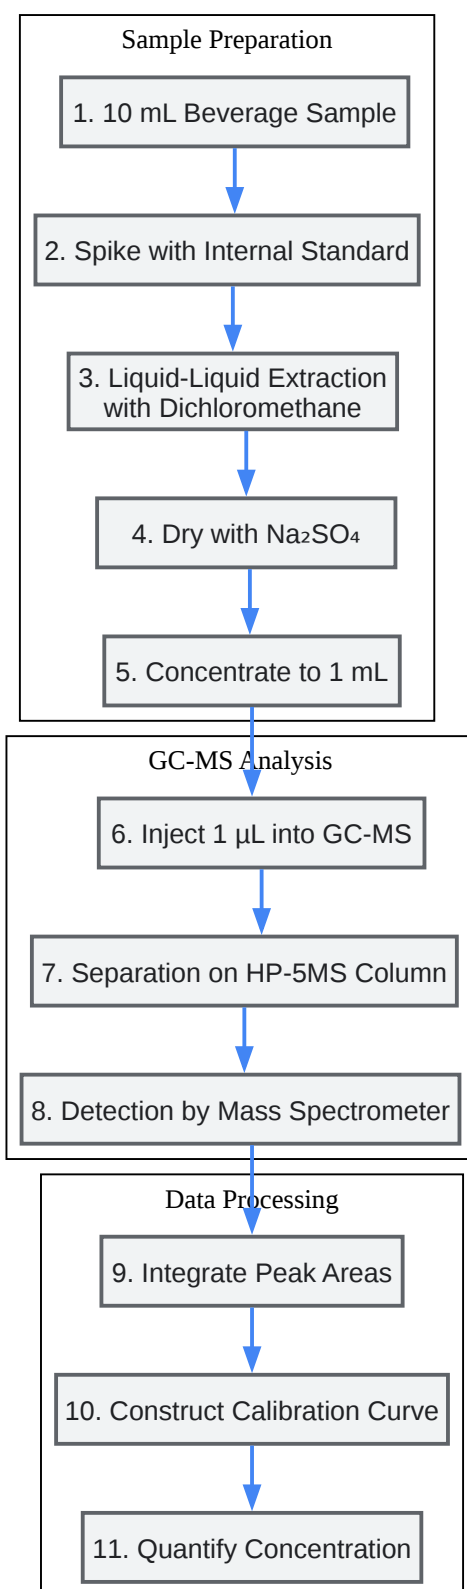 Sample Preparation
1. 10 mL Beverage Sample
2. Spike with Internal Standard
3. Liquid-Liquid Extraction
with Dichloromethane
4. Dry with Na₂SO₄
5. Concentrate to 1 mL
GC-MS Analysis
6. Inject 1 µL into GC-MS
7. Separation on HP-5MS Column
8. Detection by Mass Spectrometer
Data Processing
9. Integrate Peak Areas
10. Construct Calibration Curve
11. Quantify Concentration